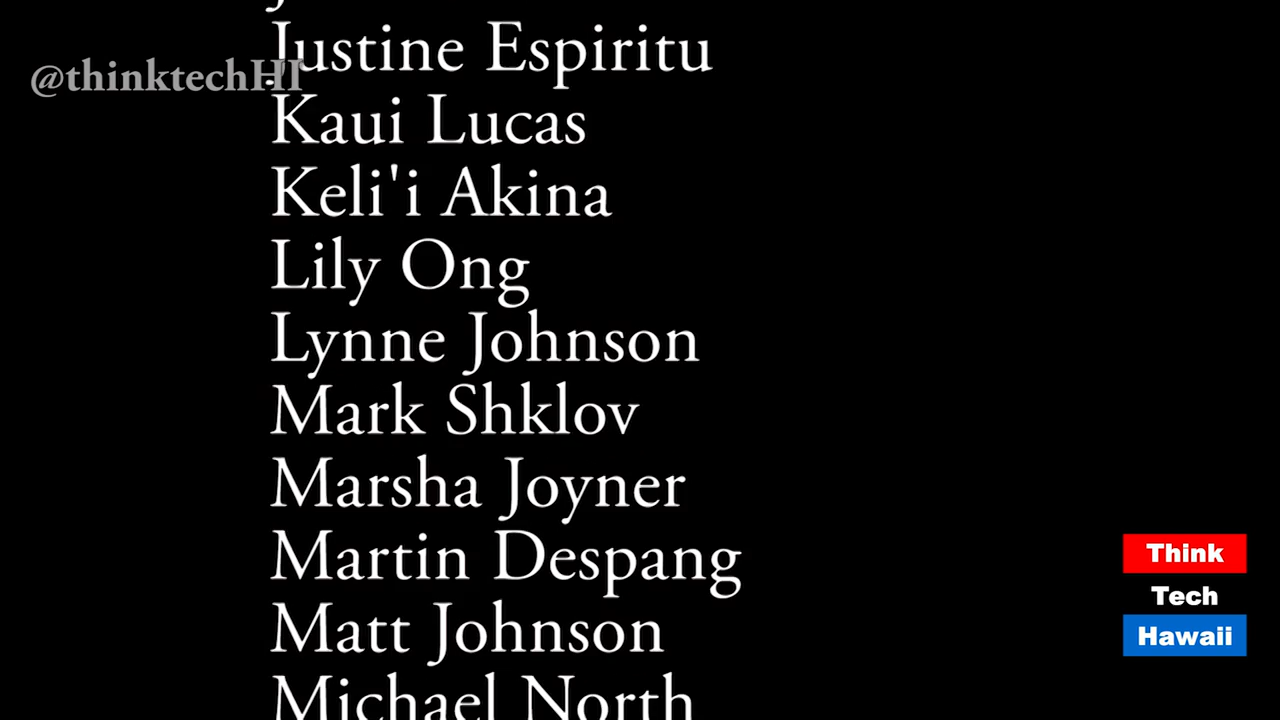 Justine Espiritu
@thinktechHI
Kaui Lucas
Keli'i Akina
Lily Ong
Lynne Johnson
Mark Shklov
Marsha Joyner
Martin Despang
Matt Johnson
Michael North
Think
Tech
Hawaii